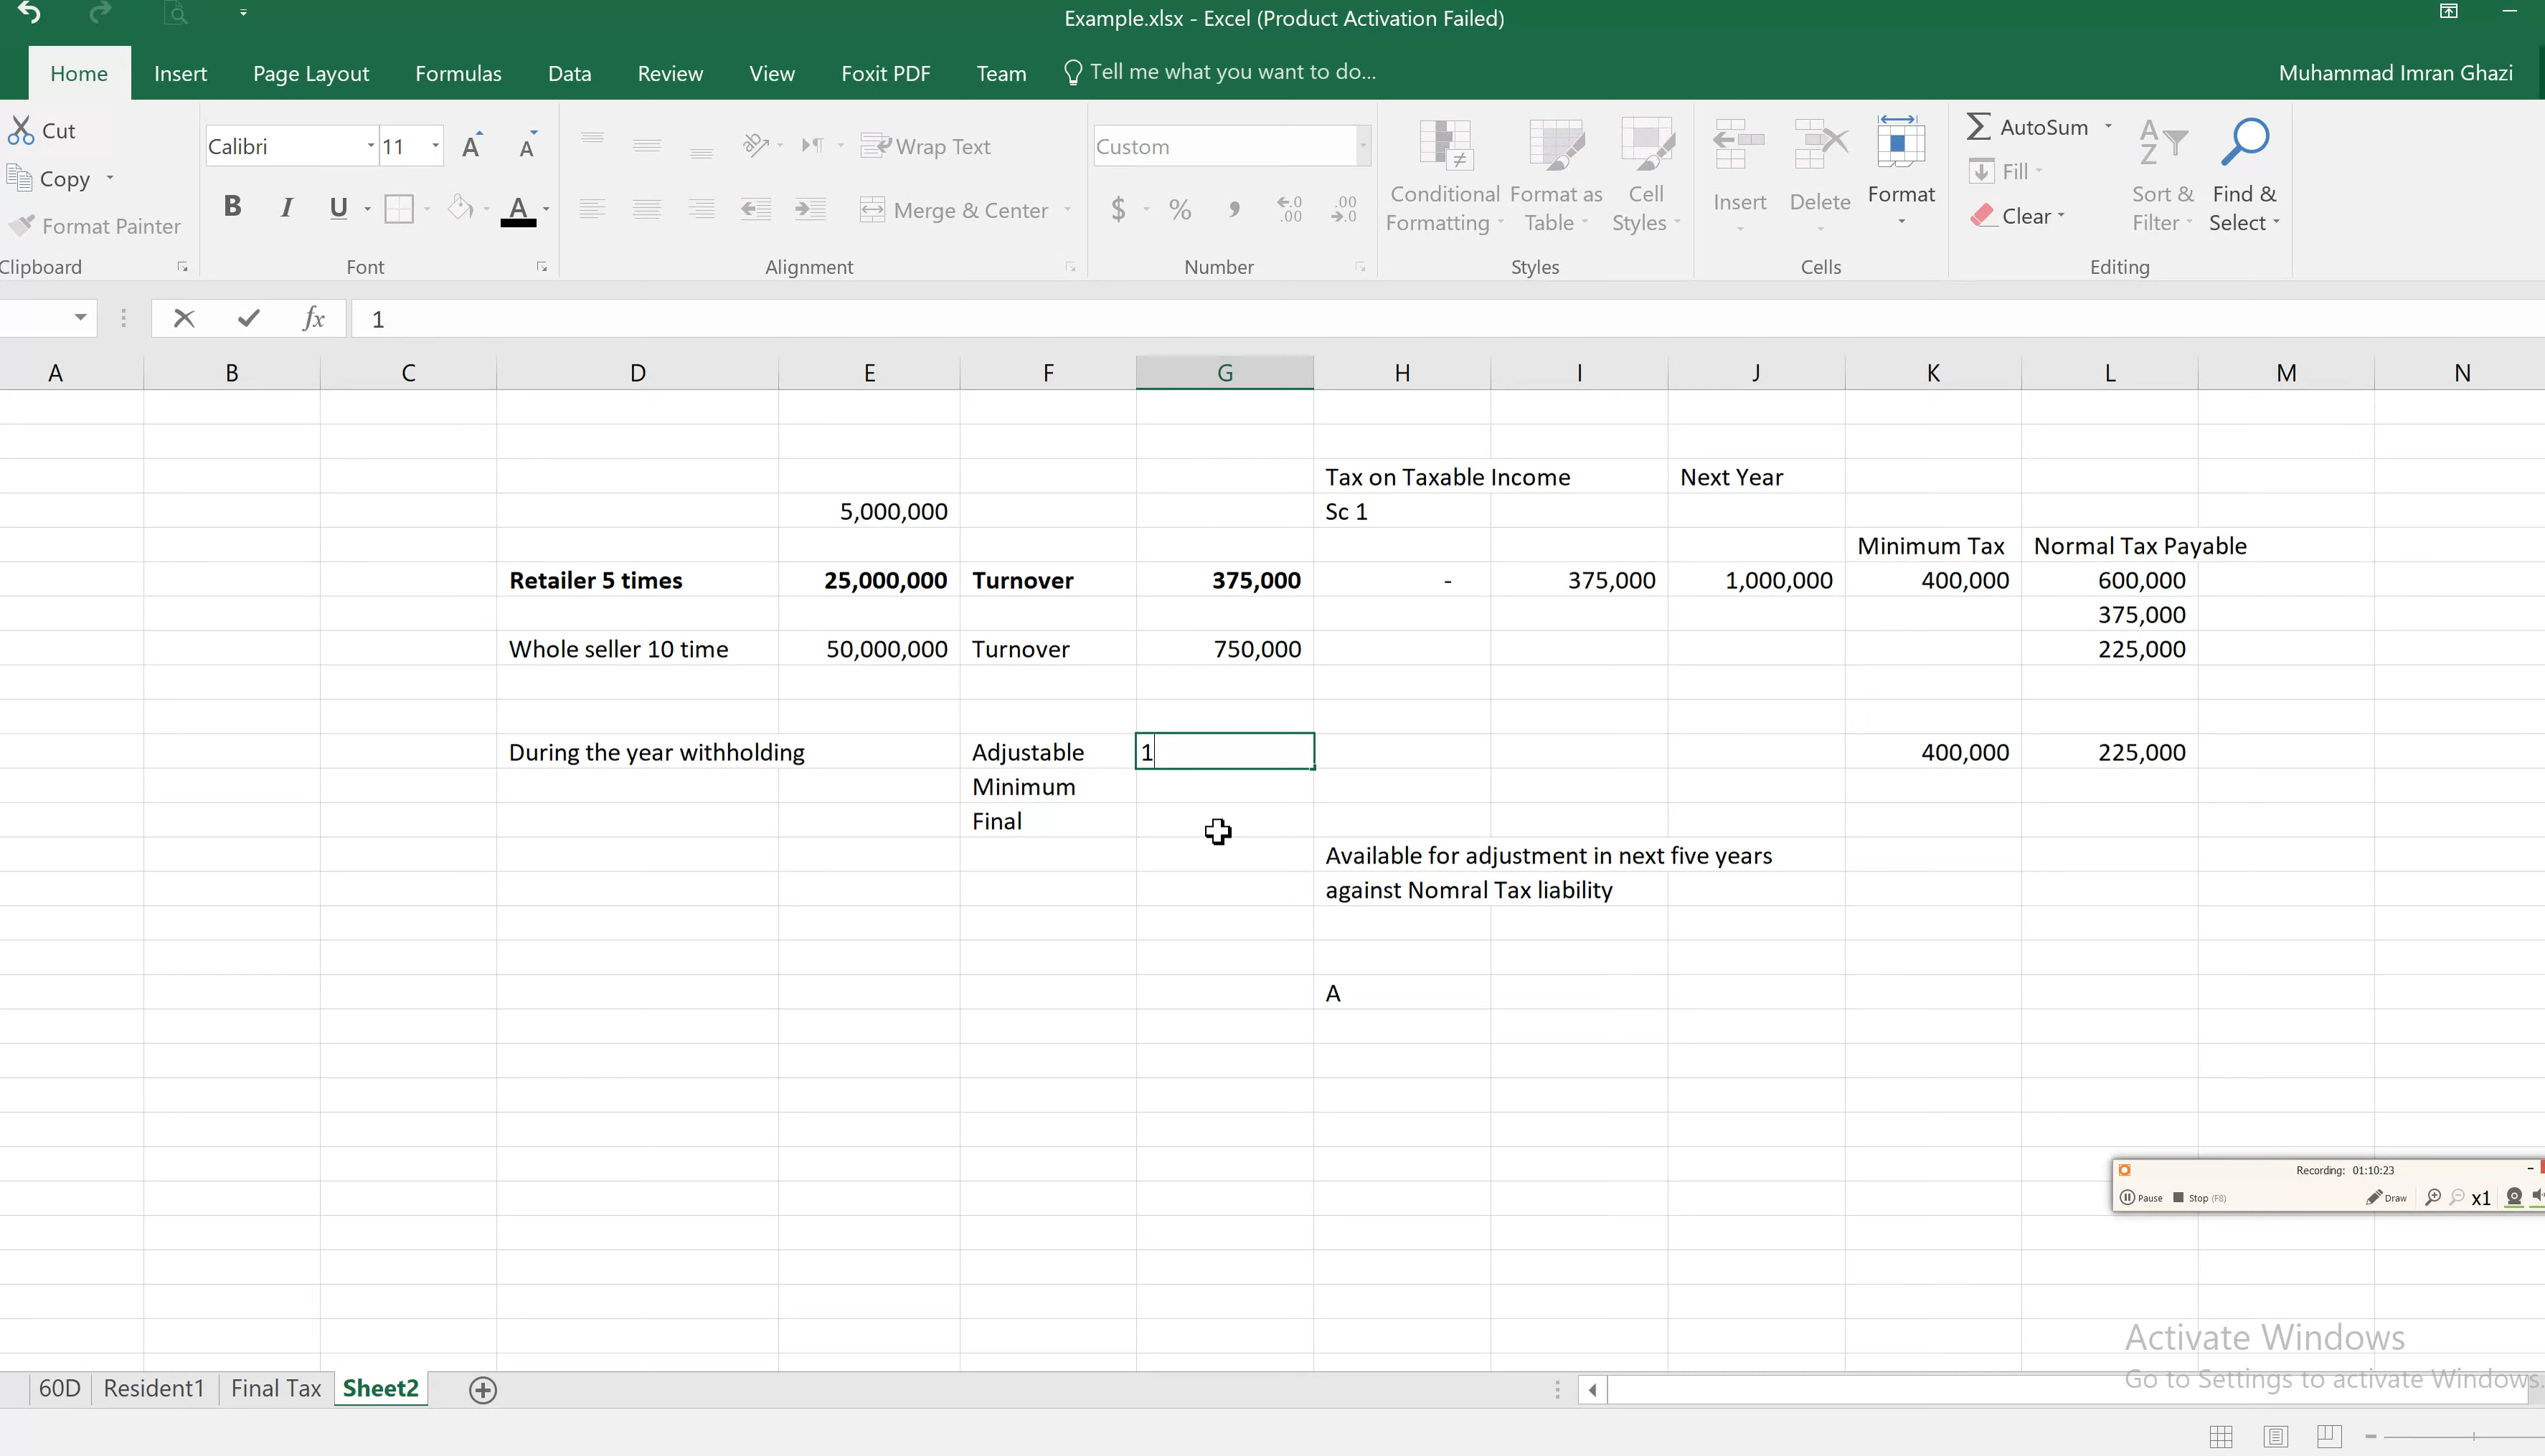 Example.xlsx - Excel (Product Activation Failed)
Home Insert Page Layout Formulas Data Review View Foxit PDF Team Tell me what you want to do... Muhammad Imran Ghazi
Cut
Copy
Format Painter
Clipboard
Calibri 11
B I U A
Font
Wrap Text
Merge & Center
Alignment
Custom
$ % , .00 .00
Number
Conditional Formatting
Format as Table
Cell Styles
Styles
Insert
Delete
Format
Cells
AutoSum
Fill
Clear
Sort & Filter
Find & Select
Editing
fx 1
A B C D E F G H I J K L M N
Tax on Taxable Income Next Year
5,000,000 Sc 1
Minimum Tax Normal Tax Payable
Retailer 5 times 25,000,000 Turnover 375,000 - 375,000 1,000,000 400,000 600,000
375,000
Whole seller 10 time 50,000,000 Turnover 750,000 225,000
During the year withholding Adjustable 1 400,000 225,000
Minimum
Final
Available for adjustment in next five years
against Nomral Tax liability
A
Recording: 01:10:23
Pause Stop (F8) Draw x1
Activate Windows
Go to Settings to activate Windows.
60D Resident1 Final Tax Sheet2